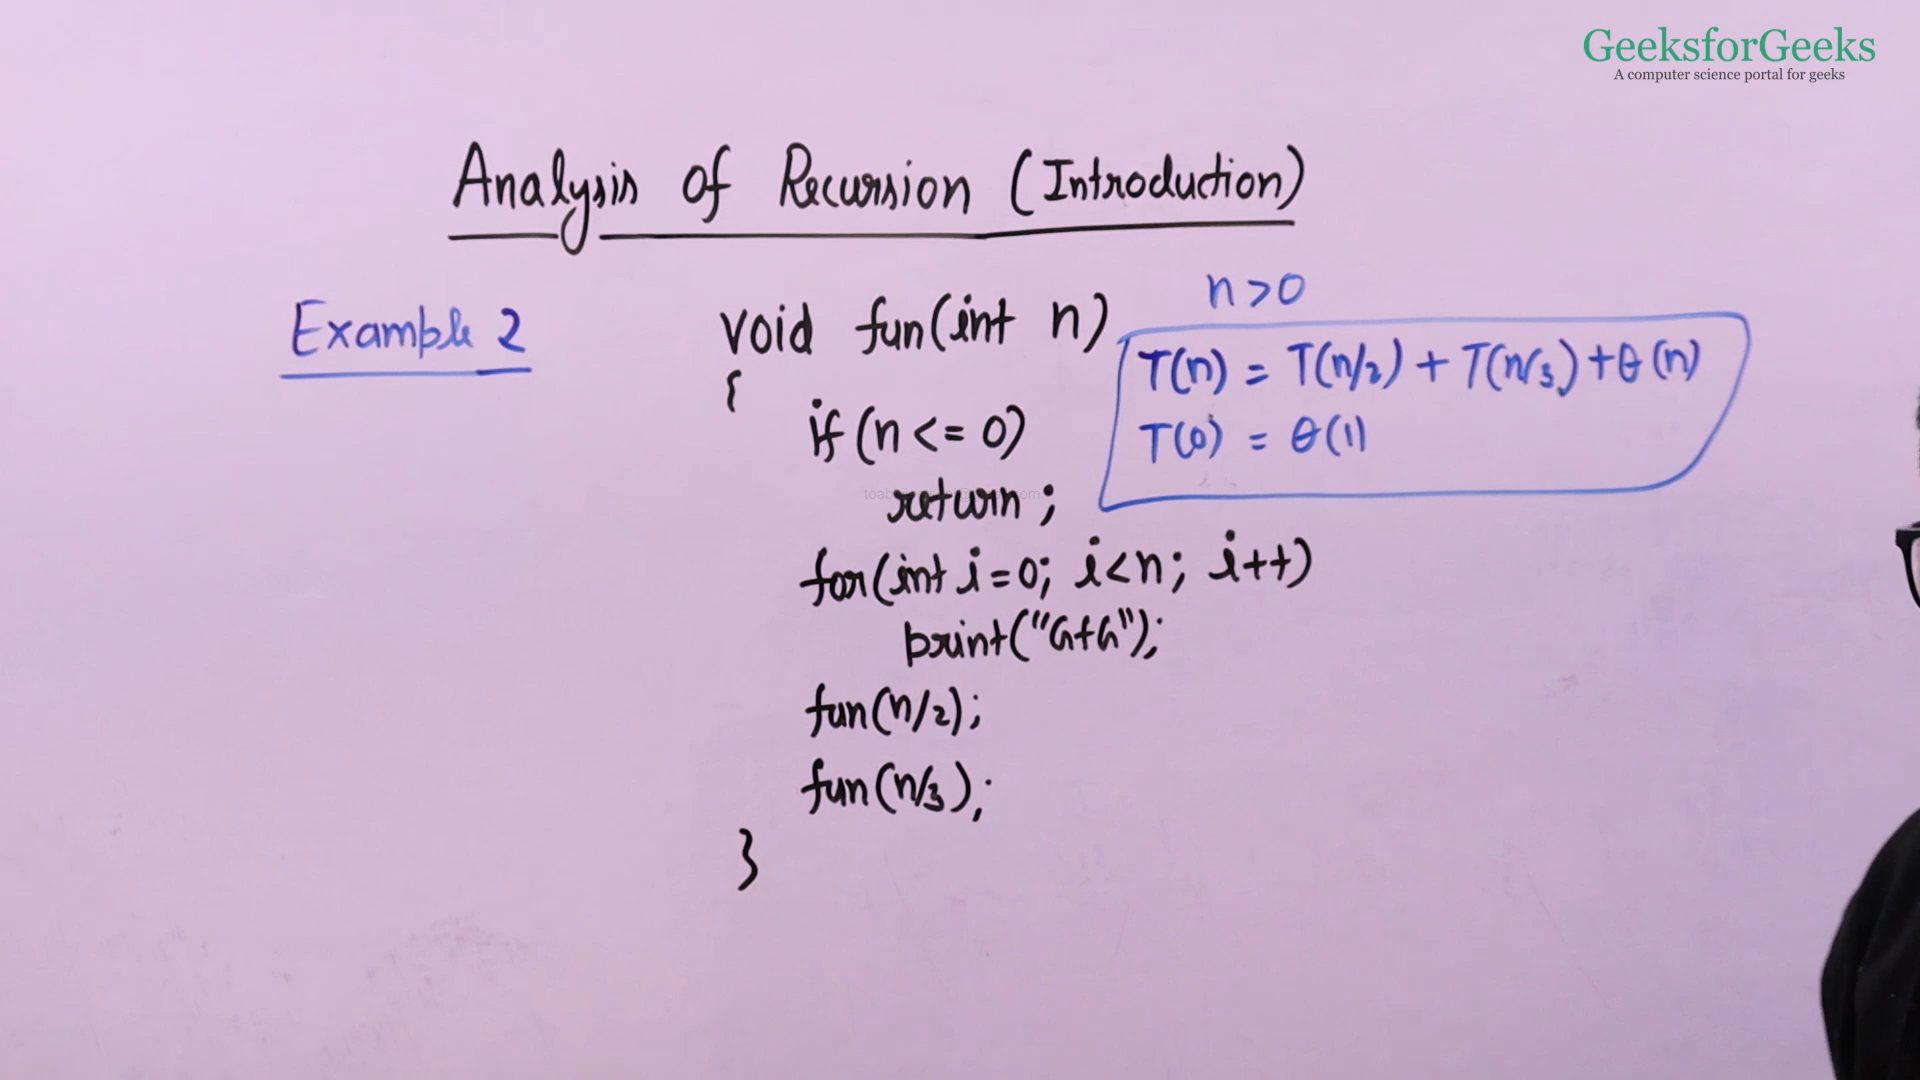 GeeksforGeeks
A computer science portal for geeks
Analysis of Recursion (Introduction)
Example 2
void fun(int n)
{
if (n <= 0)
return;
for(int i=0; i<n; i++)
print("GfG");
fun(n/2);
fun(n/3);
}
n>0
T(n) = T(n/2) + T(n/3) + θ(n)
T(0) = θ(1)